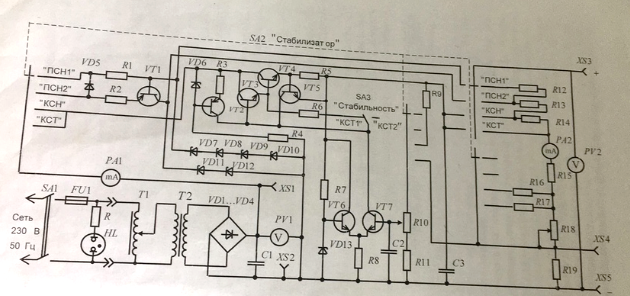 SA2 "Стабилизатор"
"ПСН1"
VD5
R1
VT1
"ПСН2"
R2
"КСН"
"КСТ"
VD6
R3
VT2
VT3
VT4
VT5
R5
R6
R4
SA3
"Стабильность"
"КСТ1"
"КСТ2"
R9
VD7
VD8
VD9
VD10
VD11
VD12
"ПСН1"
R12
"ПСН2"
R13
"КСН"
R14
"КСТ"
XS3
+
PA2
mA
R15
V
PV2
R16
R17
R18
XS4
R19
XS5
−
PA1
mA
XS1
SA1
FU1
T1
T2
VD1...VD4
PV1
V
XS2
C1
Сеть
230 В
50 Гц
R
HL
R7
VT6
VT7
VD13
R8
C2
R10
R11
C3